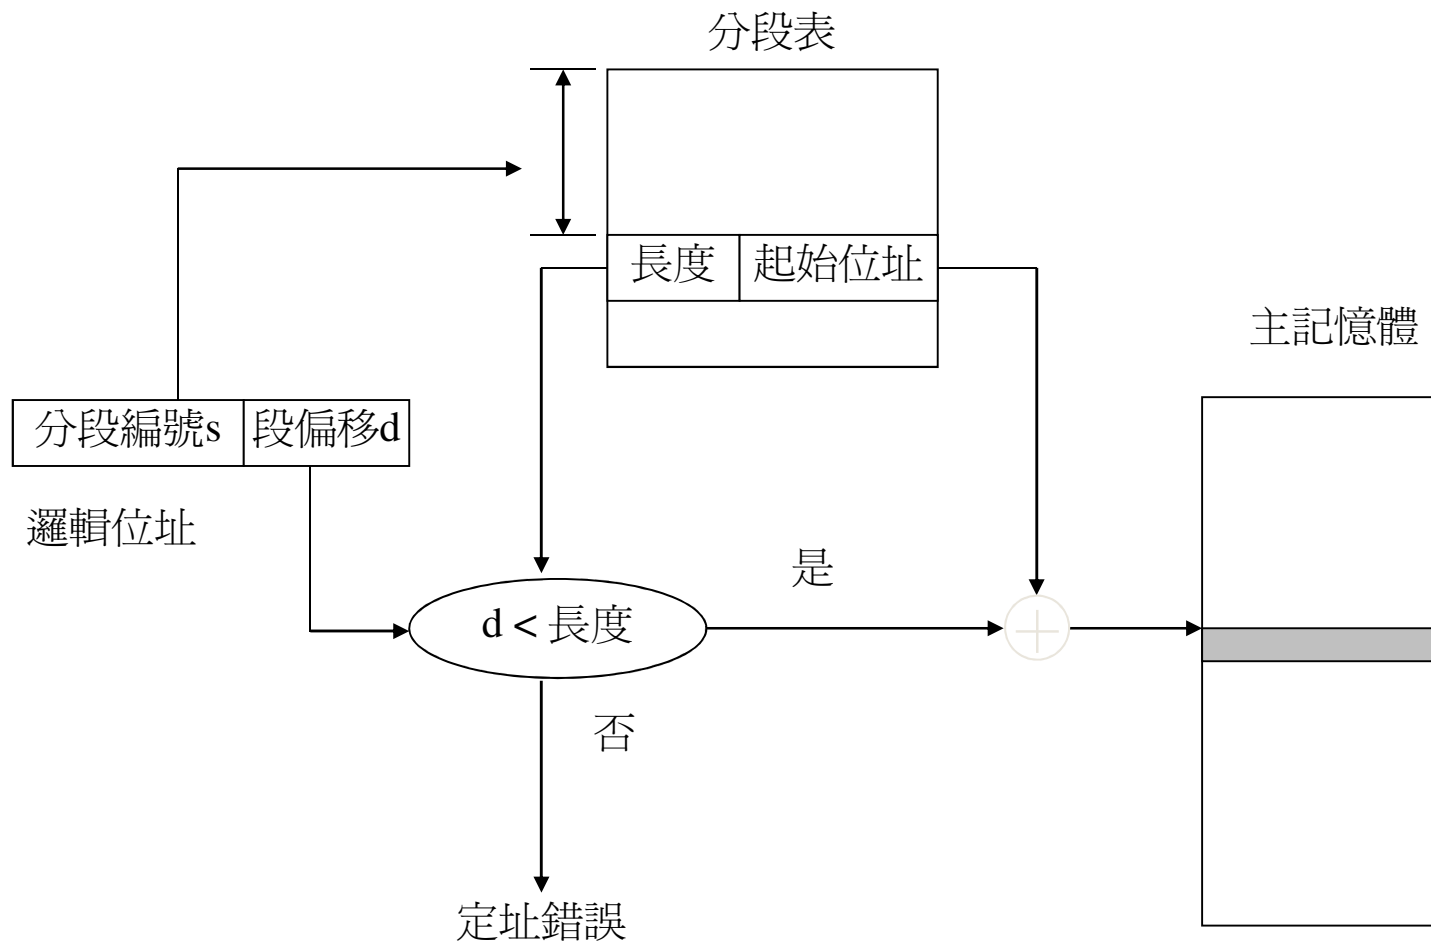 分段表
長度 起始位址
主記憶體
分段編號s 段偏移d
邏輯位址
是
d < 長度
否
定址錯誤